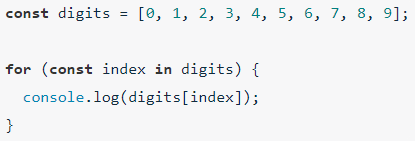 const digits = [0, 1, 2, 3, 4, 5, 6, 7, 8, 9];

for (const index in digits) {
  console.log(digits[index]);
}